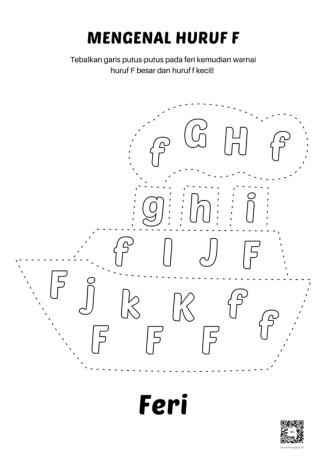 MENGENAL HURUF F
Tebalkan garis putus-putus pada feri kemudian warnai
huruf F besar dan huruf f kecil!
f G H f
g h i
f I J F
F j k K f f
F F F
Feri